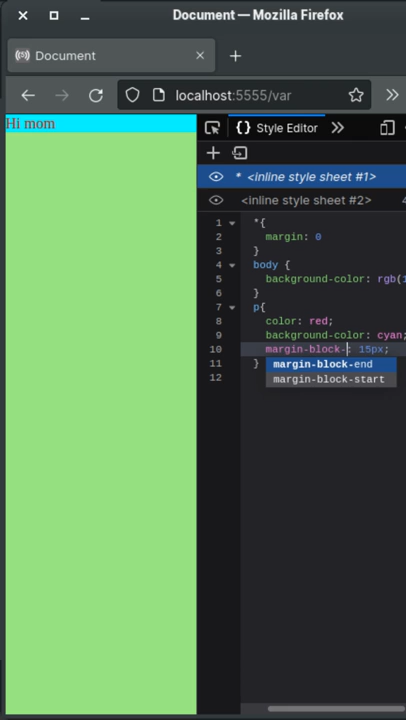 Document — Mozilla Firefox
Document
localhost:5555/var
Hi mom
{} Style Editor
* <inline style sheet #1>
<inline style sheet #2>
1 *{
2 margin: 0
3 }
4 body {
5 background-color: rgb(1
6 }
7 p{
8 color: red;
9 background-color: cyan;
10 margin-block-: 15px;
11 }
12
margin-block-end
margin-block-start